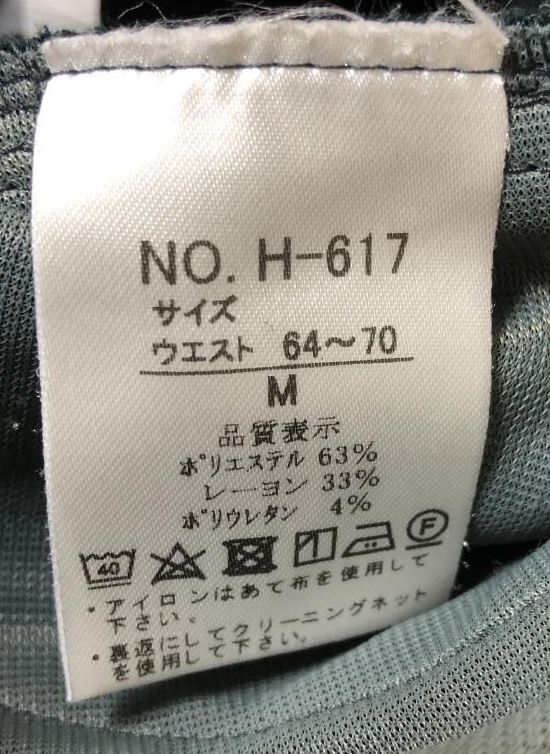 NO. H-617
サイズ
ウエスト 64～70
M
品質表示
ポリエステル 63%
レーヨン 33%
ポリウレタン 4%
40 F
・アイロンはあて布を使用して
下さい。
・裏返にしてクリーニングネット
を使用して下さい。